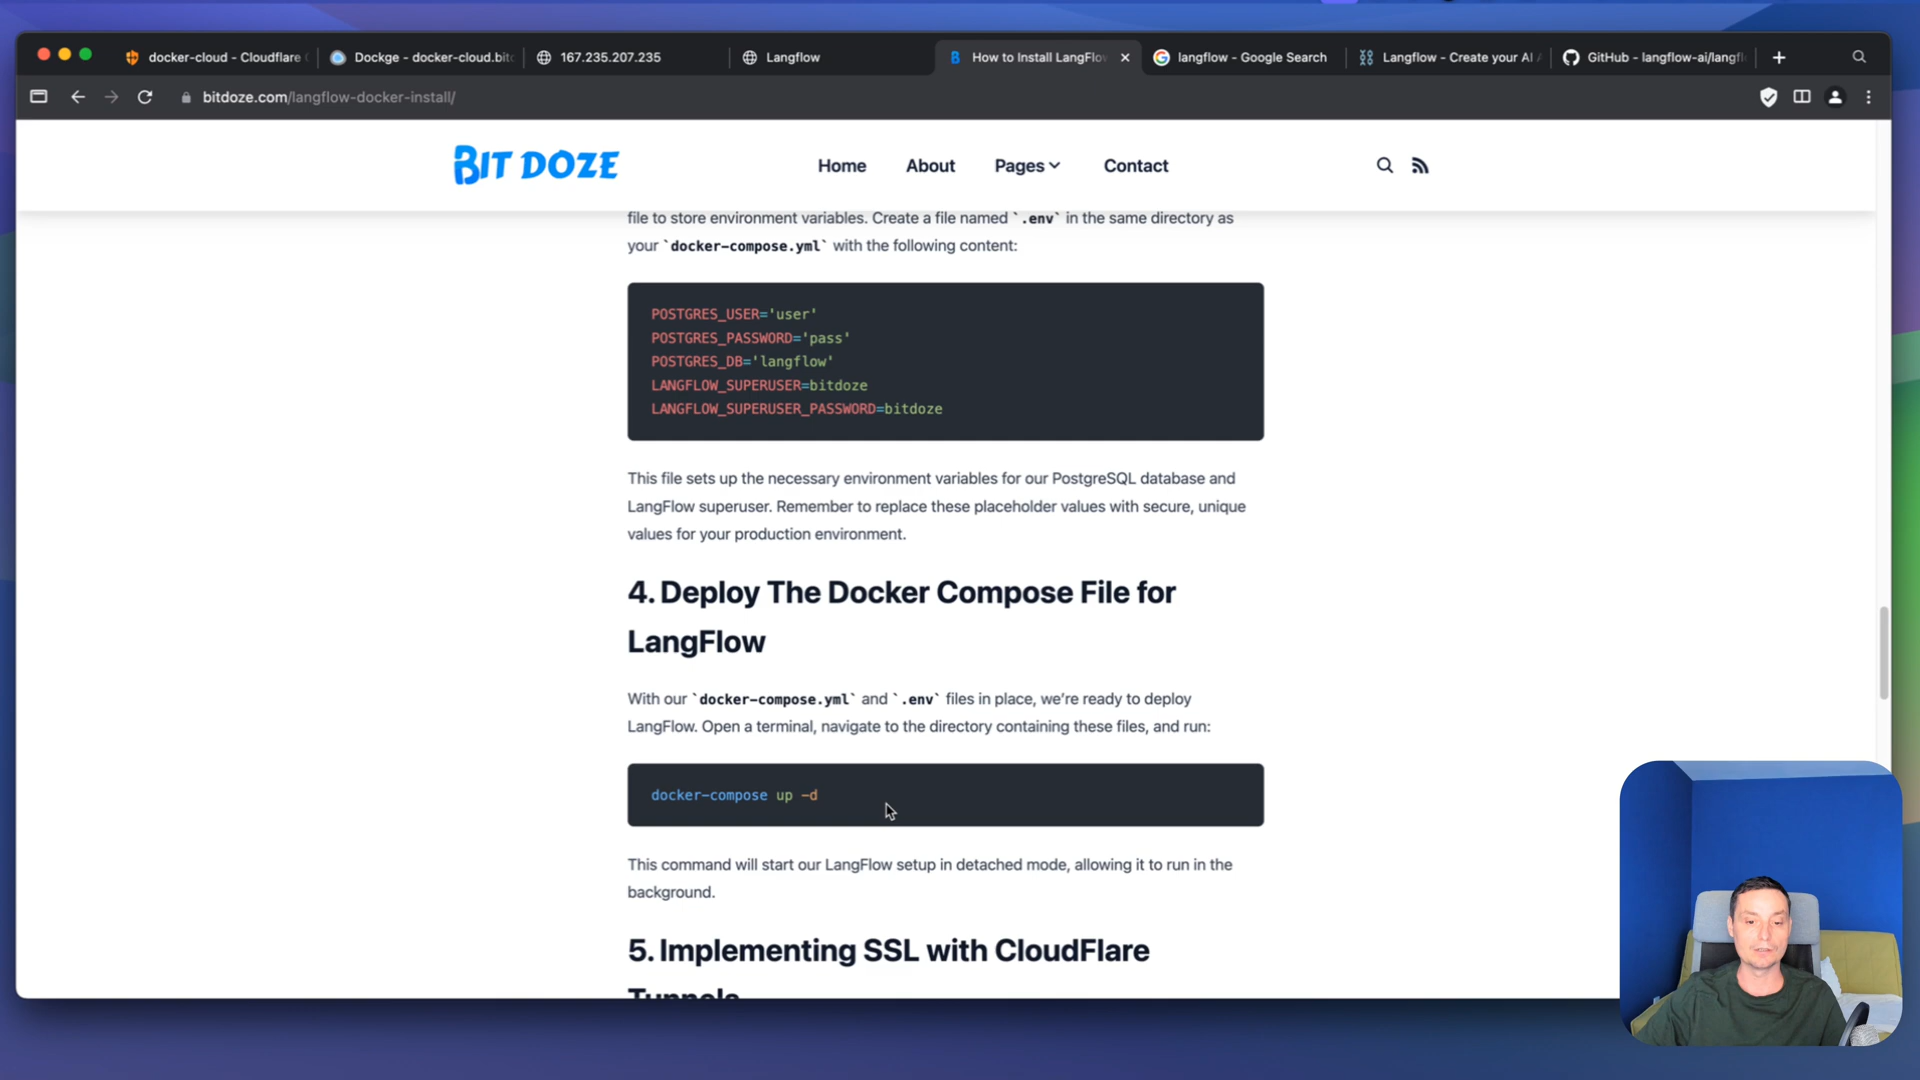 docker-cloud - Cloudflare
Dockge - docker-cloud.bitc
167.235.207.235
Langflow
How to Install LangFlow
langflow - Google Search
Langflow - Create your AI A
GitHub - langflow-ai/langfl
bitdoze.com/langflow-docker-install/
BIT DOZE
Home
About
Pages
Contact
file to store environment variables. Create a file named `.env` in the same directory as
your `docker-compose.yml` with the following content:
POSTGRES_USER='user'
POSTGRES_PASSWORD='pass'
POSTGRES_DB='langflow'
LANGFLOW_SUPERUSER=bitdoze
LANGFLOW_SUPERUSER_PASSWORD=bitdoze
This file sets up the necessary environment variables for our PostgreSQL database and
LangFlow superuser. Remember to replace these placeholder values with secure, unique
values for your production environment.
4. Deploy The Docker Compose File for
LangFlow
With our `docker-compose.yml` and `.env` files in place, we're ready to deploy
LangFlow. Open a terminal, navigate to the directory containing these files, and run:
docker-compose up -d
This command will start our LangFlow setup in detached mode, allowing it to run in the
background.
5. Implementing SSL with CloudFlare
Tunnels